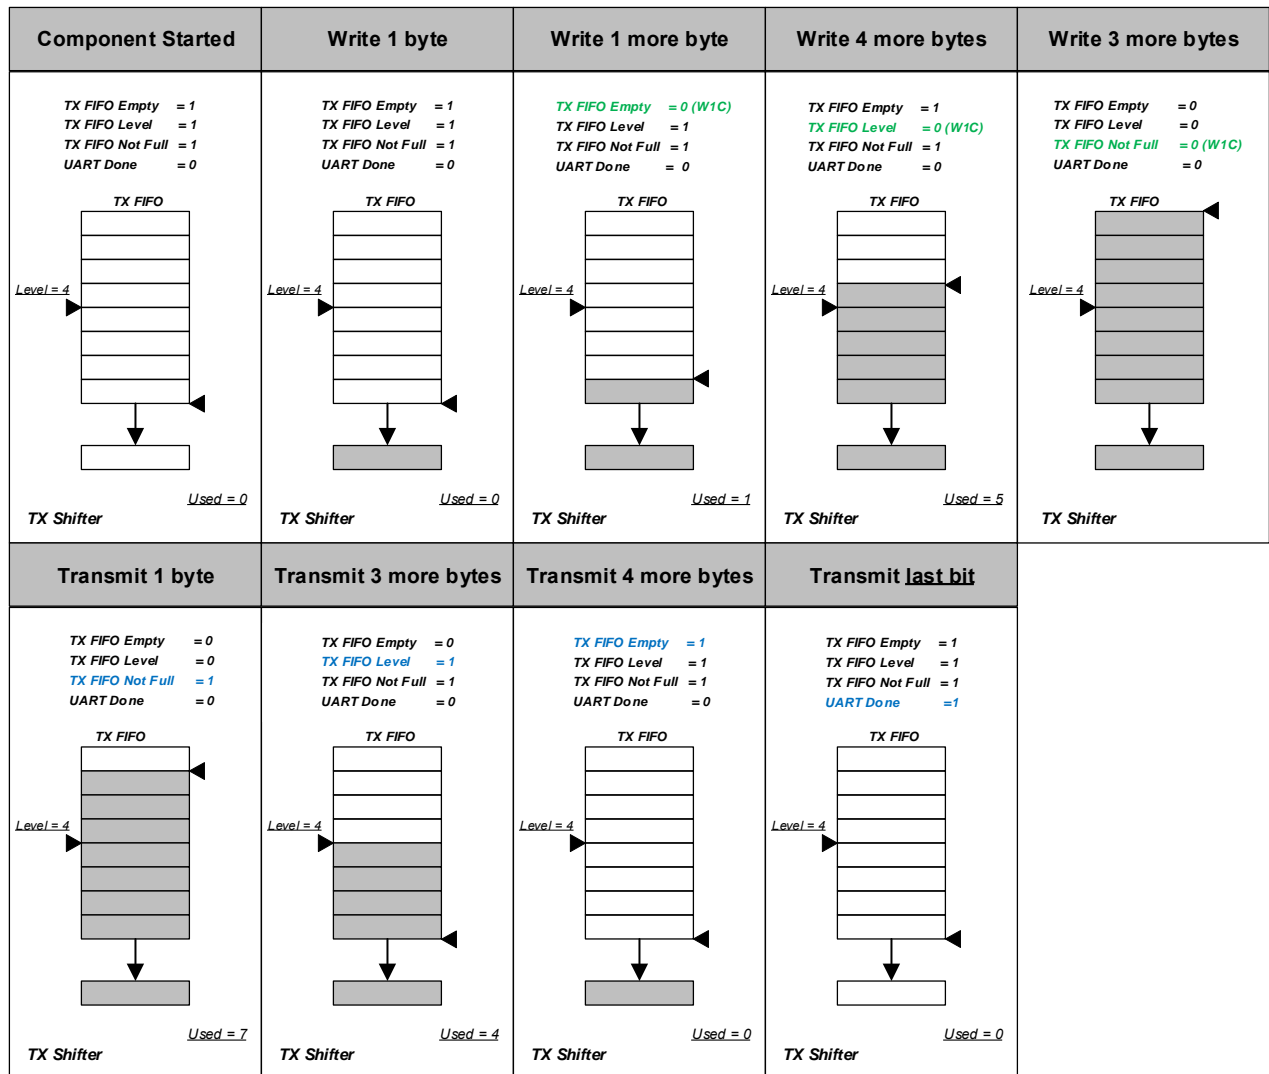 Component Started
TX FIFO Empty = 1
TX FIFO Level = 1
TX FIFO Not Full = 1
UART Done = 0
TX FIFO
Level = 4
Used = 0
TX Shifter
Write 1 byte
TX FIFO Empty = 1
TX FIFO Level = 1
TX FIFO Not Full = 1
UART Done = 0
TX FIFO
Level = 4
Used = 0
TX Shifter
Write 1 more byte
TX FIFO Empty = 0 (W1C)
TX FIFO Level = 1
TX FIFO Not Full = 1
UART Done = 0
TX FIFO
Level = 4
Used = 1
TX Shifter
Write 4 more bytes
TX FIFO Empty = 1
TX FIFO Level = 0 (W1C)
TX FIFO Not Full = 1
UART Done = 0
TX FIFO
Level = 4
Used = 5
TX Shifter
Write 3 more bytes
TX FIFO Empty = 0
TX FIFO Level = 0
TX FIFO Not Full = 0 (W1C)
UART Done = 0
TX FIFO
Level = 4
TX Shifter
Transmit 1 byte
TX FIFO Empty = 0
TX FIFO Level = 0
TX FIFO Not Full = 1
UART Done = 0
TX FIFO
Level = 4
Used = 7
TX Shifter
Transmit 3 more bytes
TX FIFO Empty = 0
TX FIFO Level = 1
TX FIFO Not Full = 1
UART Done = 0
TX FIFO
Level = 4
Used = 4
TX Shifter
Transmit 4 more bytes
TX FIFO Empty = 1
TX FIFO Level = 1
TX FIFO Not Full = 1
UART Done = 0
TX FIFO
Level = 4
Used = 0
TX Shifter
Transmit last bit
TX FIFO Empty = 1
TX FIFO Level = 1
TX FIFO Not Full = 1
UART Done =1
TX FIFO
Level = 4
Used = 0
TX Shifter